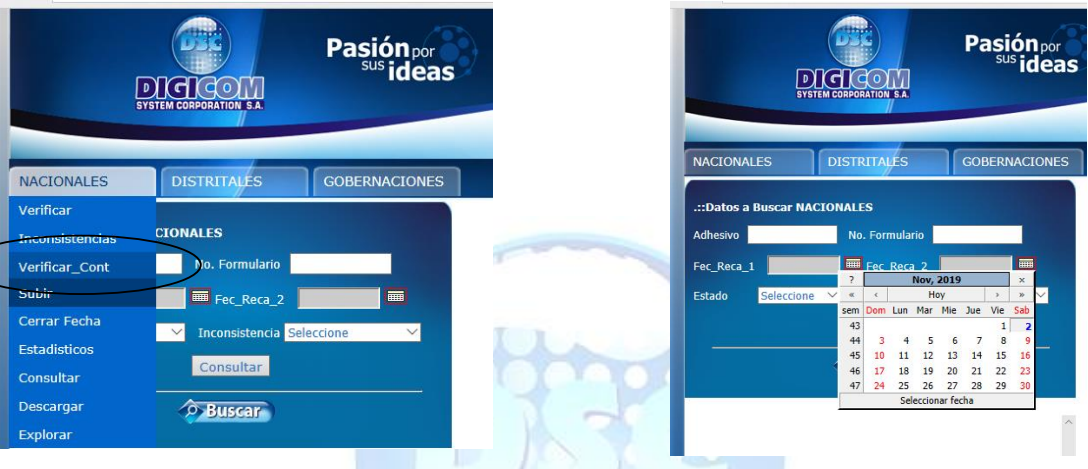 DSC
DIGICOM
SYSTEM CORPORATION S.A.
Pasión por
sus ideas
NACIONALES DISTRITALES GOBERNACIONES
Verificar
Inconsistencias
Verificar_Cont
Subir
Cerrar Fecha
Estadisticos
Consultar
Descargar
Explorar
CIONALES
No. Formulario
Fec_Reca_2
Inconsistencia Seleccione
Consultar
Buscar
DSC
DIGICOM
SYSTEM CORPORATION S.A.
Pasión por
sus ideas
NACIONALES DISTRITALES GOBERNACIONES
.::Datos a Buscar NACIONALES
Adhesivo No. Formulario
Fec_Reca_1 Fec_Reca_2
Estado Seleccione
? Nov, 2019 ×
« ‹ Hoy › »
sem Dom Lun Mar Mie Jue Vie Sab
43 1 2
44 3 4 5 6 7 8 9
45 10 11 12 13 14 15 16
46 17 18 19 20 21 22 23
47 24 25 26 27 28 29 30
Seleccionar fecha
DSC